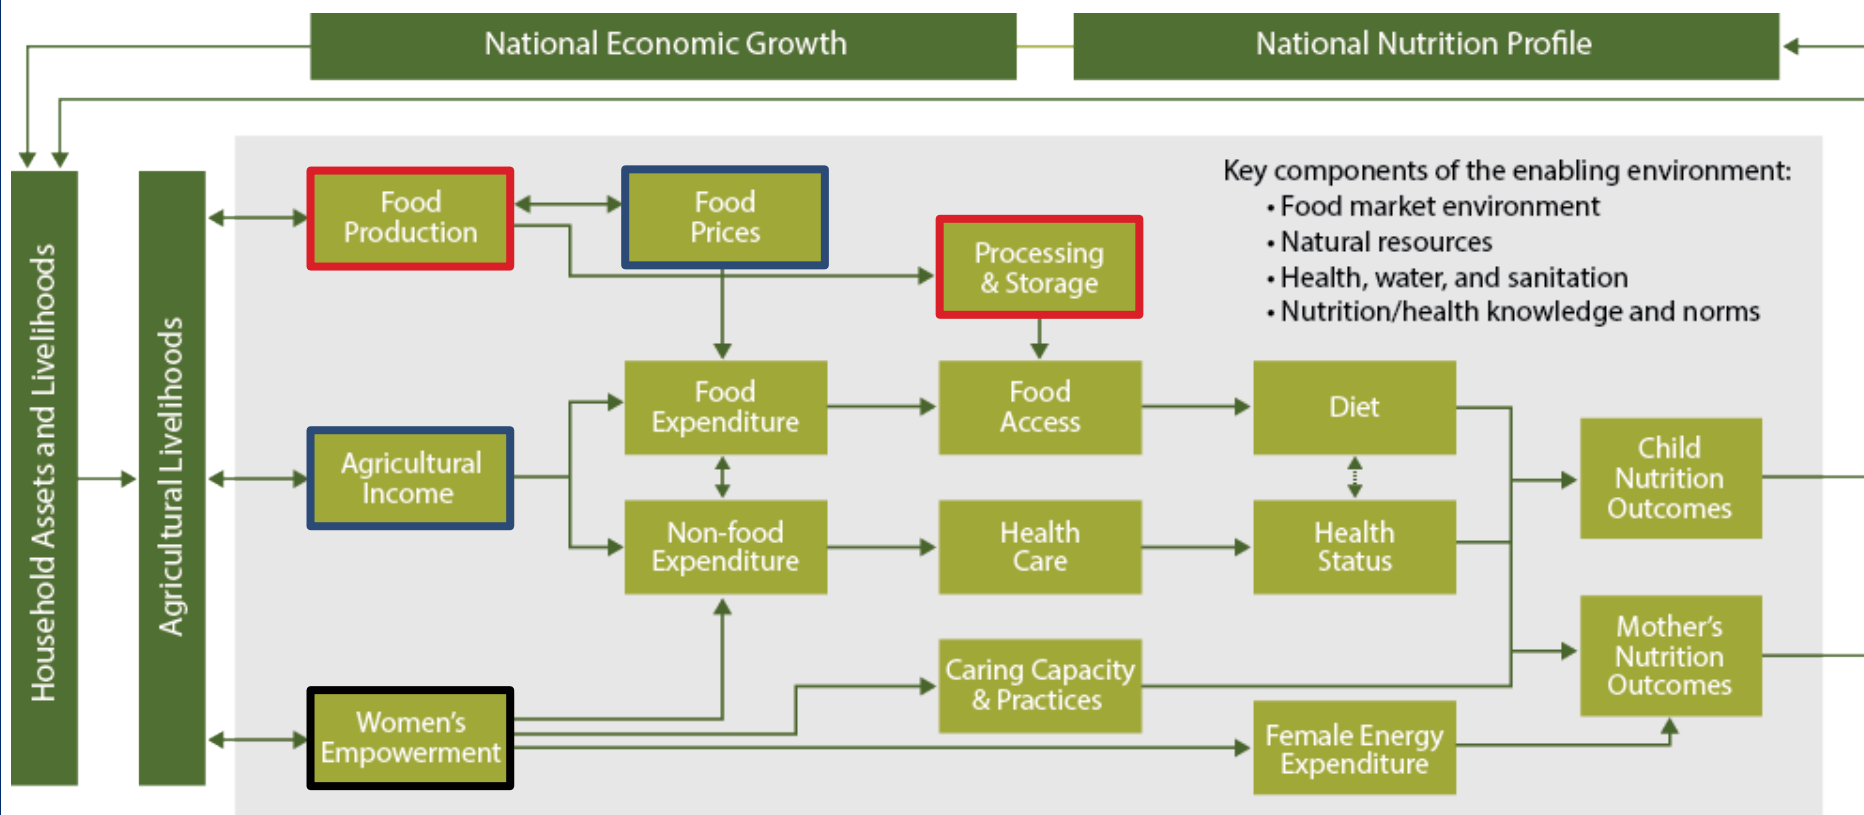 National Economic Growth
National Nutrition Profile
Household Assets and Livelihoods
Agricultural Livelihoods
Food
Production
Food
Prices
Processing
& Storage
Key components of the enabling environment:
• Food market environment
• Natural resources
• Health, water, and sanitation
• Nutrition/health knowledge and norms
Food
Expenditure
Food
Access
Diet
Agricultural
Income
Child
Nutrition
Outcomes
Non-food
Expenditure
Health
Care
Health
Status
Women's
Empowerment
Caring Capacity
& Practices
Mother's
Nutrition
Outcomes
Female Energy
Expenditure